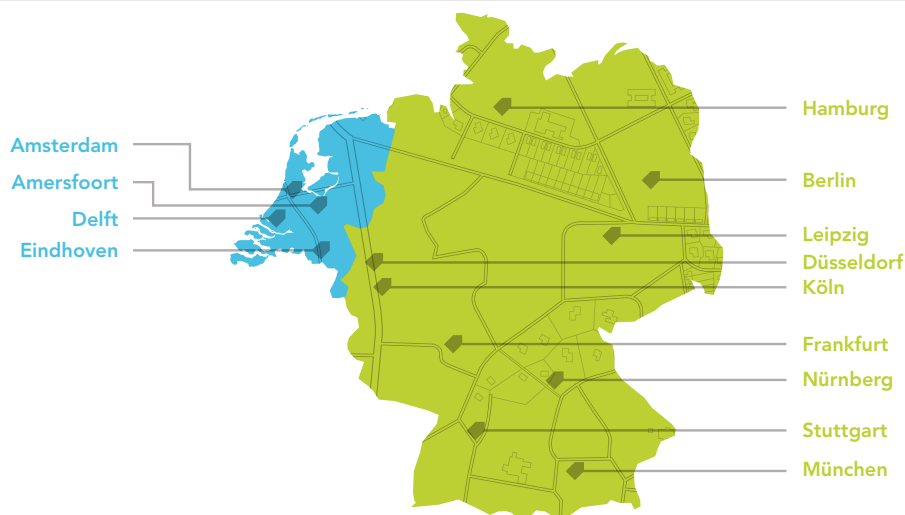 Amsterdam
Amersfoort
Delft
Eindhoven
Hamburg
Berlin
Leipzig
Düsseldorf
Köln
Frankfurt
Nürnberg
Stuttgart
München